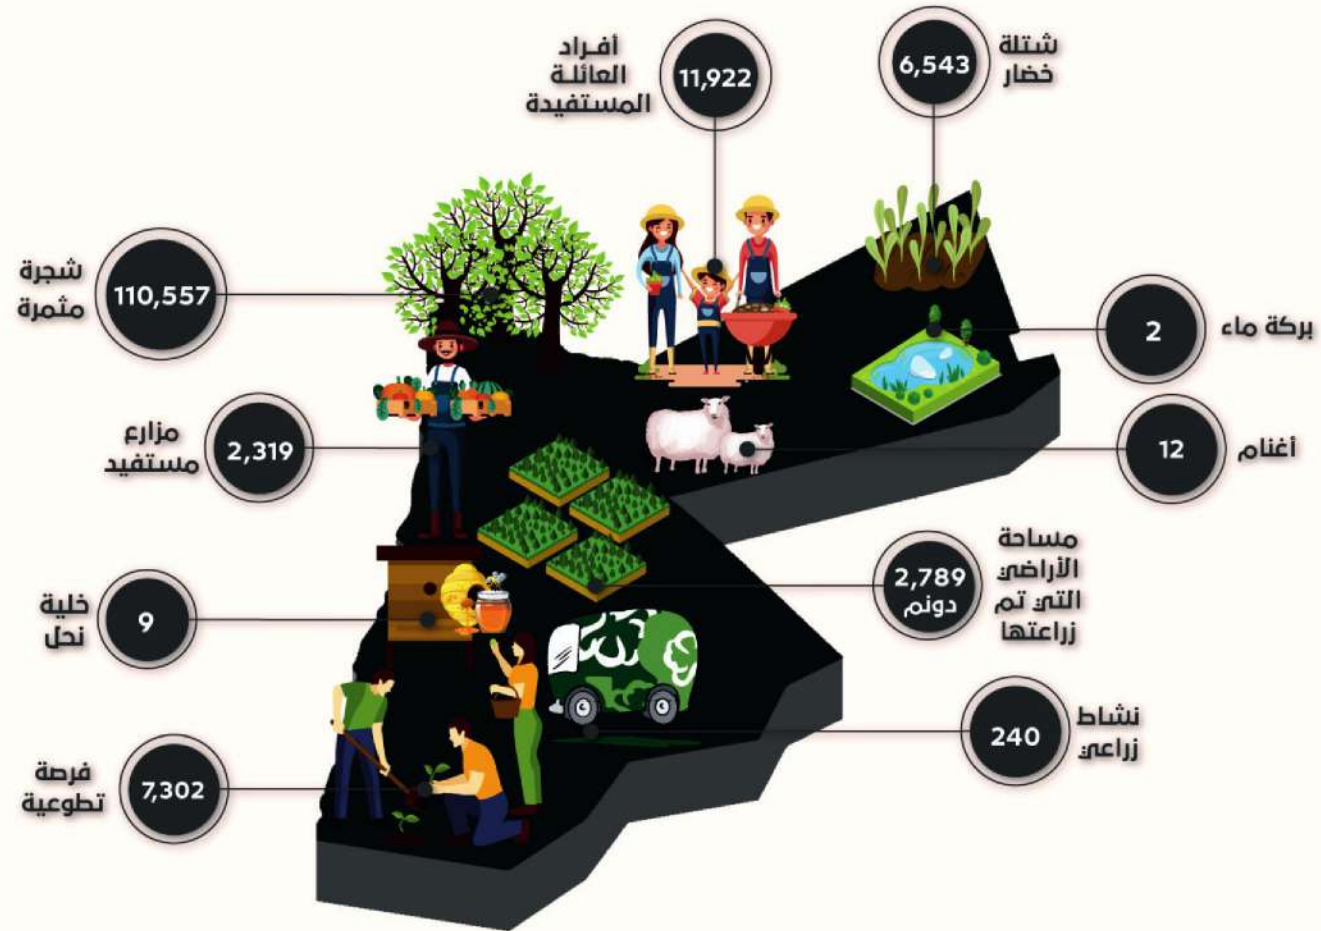 شتلة
خضار
6,543
أفراد
العائلة
المستفيدة
11,922
شجرة
مثمرة
110,557
بركة ماء
2
مزارع
مستفيد
2,319
أغنام
12
مساحة
الأراضي
التي تم
زراعتها
2,789
دونم
خلية
نحل
9
نشاط
زراعي
240
فرصة
تطوعية
7,302